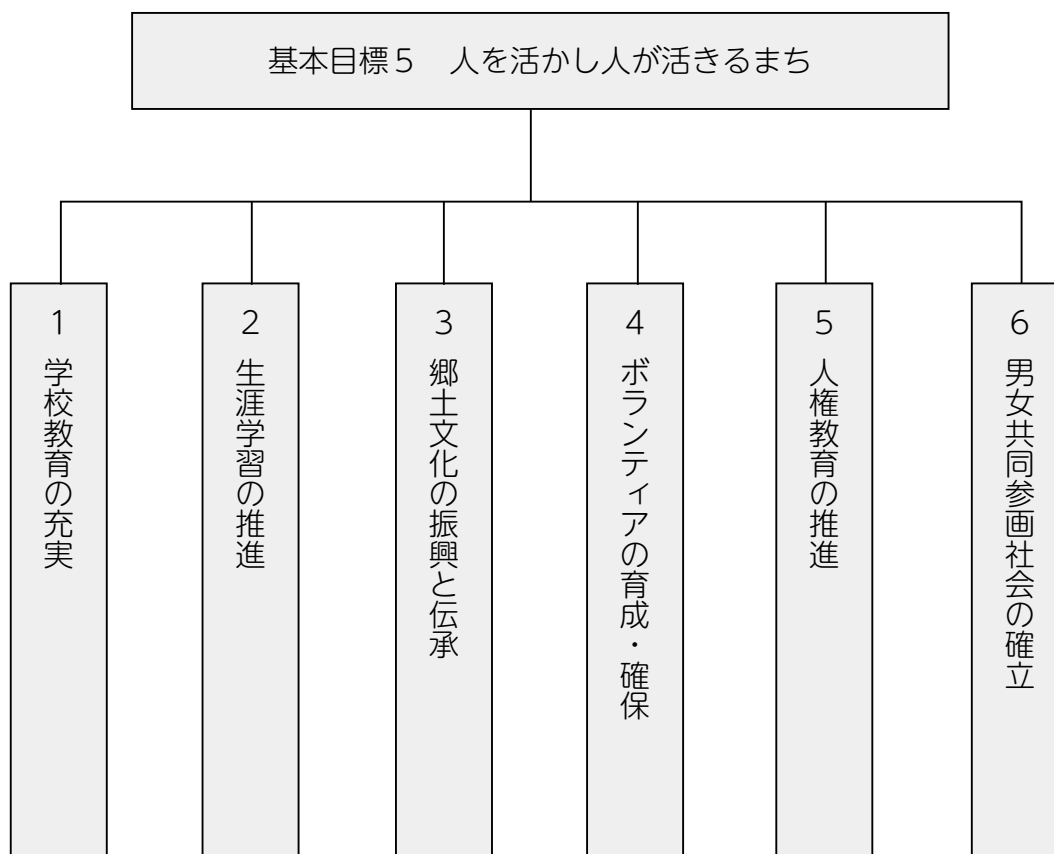 基本目標５　人を活かし人が活きるまち
１　学校教育の充実
２　生涯学習の推進
３　郷土文化の振興と伝承
４　ボランティアの育成・確保
５　人権教育の推進
６　男女共同参画社会の確立